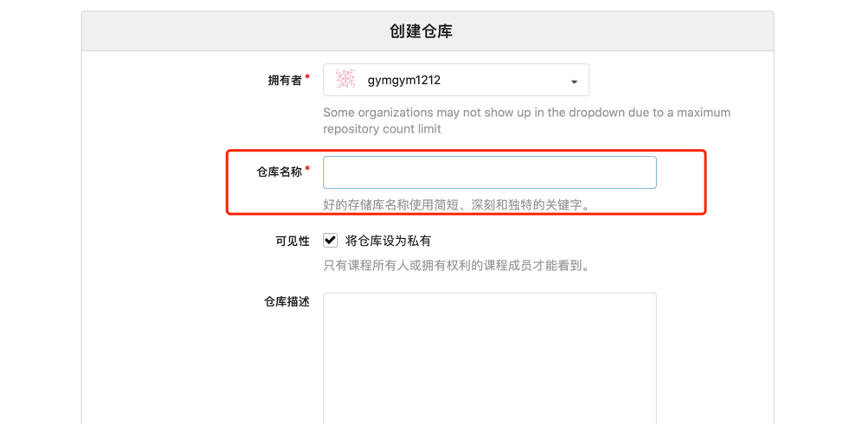 创建仓库
拥有者*
gymgym1212
Some organizations may not show up in the dropdown due to a maximum
repository count limit
仓库名称*
好的存储库名称使用简短、深刻和独特的关键字。
可见性
将仓库设为私有
只有课程所有人或拥有权利的课程成员才能看到。
仓库描述